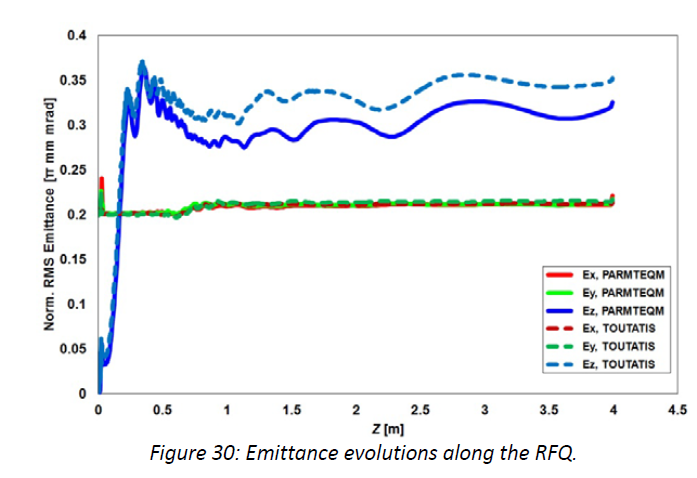 0.4
0.35
0.3
0.25
0.2
0.15
0.1
0.05
0
Norm. RMS Emittance [π mm mrad]
Ex, PARMTEQM
Ey, PARMTEQM
Ez, PARMTEQM
Ex, TOUTATIS
Ey, TOUTATIS
Ez, TOUTATIS
0 0.5 1 1.5 2 2.5 3 3.5 4 4.5
Z [m]
Figure 30: Emittance evolutions along the RFQ.